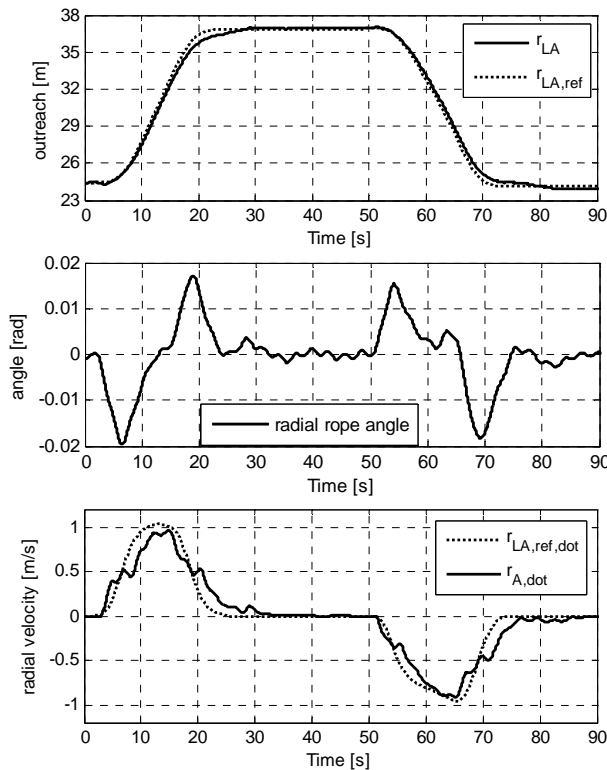 38
35
32
29
26
23
outreach [m]
r_LA
r_LA,ref
0 10 20 30 40 50 60 70 80 90
Time [s]
0.02
0.01
0
-0.01
-0.02
angle [rad]
radial rope angle
0 10 20 30 40 50 60 70 80 90
Time [s]
1
0.5
0
-0.5
-1
radial velocity [m/s]
r_LA,ref,dot
r_A,dot
0 10 20 30 40 50 60 70 80 90
Time [s]